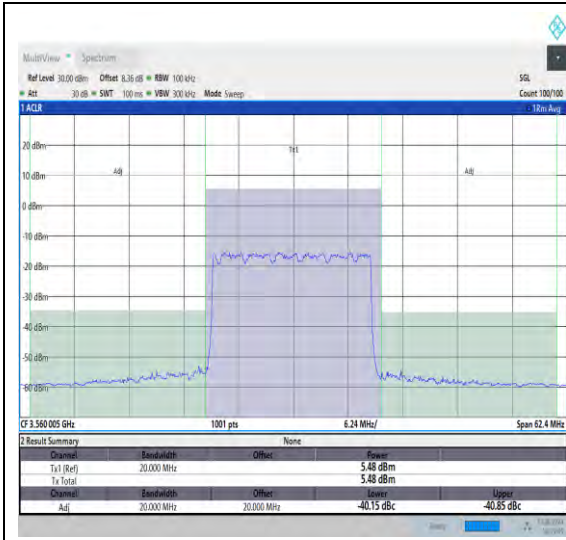 MultiView Spectrum
Ref Level 30.00 dBm Offset 8.36 dB RBW 100 kHz SGL
Att 30 dB SWT 100 ms VBW 300 kHz Mode Sweep Count 100/100
1 ACLR 1Rm Avg
20 dBm
Tx1
Adj Adj
10 dBm
0 dBm
-10 dBm
-20 dBm
-30 dBm
-40 dBm
-50 dBm
-60 dBm
CF 3.560 005 GHz 1001 pts 6.24 MHz/ Span 62.4 MHz
2 Result Summary None
Channel Bandwidth Offset Power
Tx1 (Ref) 20.000 MHz 5.48 dBm
Tx Total 5.48 dBm
Channel Bandwidth Offset Lower Upper
Adj 20.000 MHz 20.000 MHz -40.15 dBc -40.85 dBc